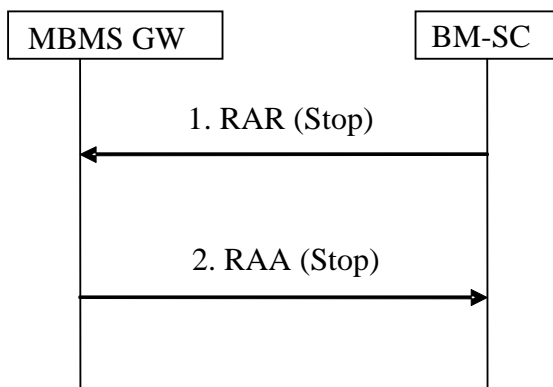 MBMS GW
BM-SC
1. RAR (Stop)
2. RAA (Stop)